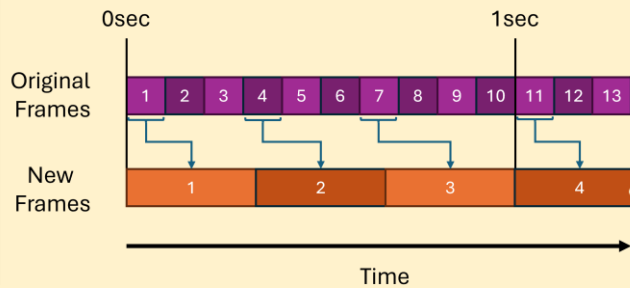 0sec 1sec
Original
Frames
1 2 3 4 5 6 7 8 9 10 11 12 13
New
Frames
1 2 3 4
Time